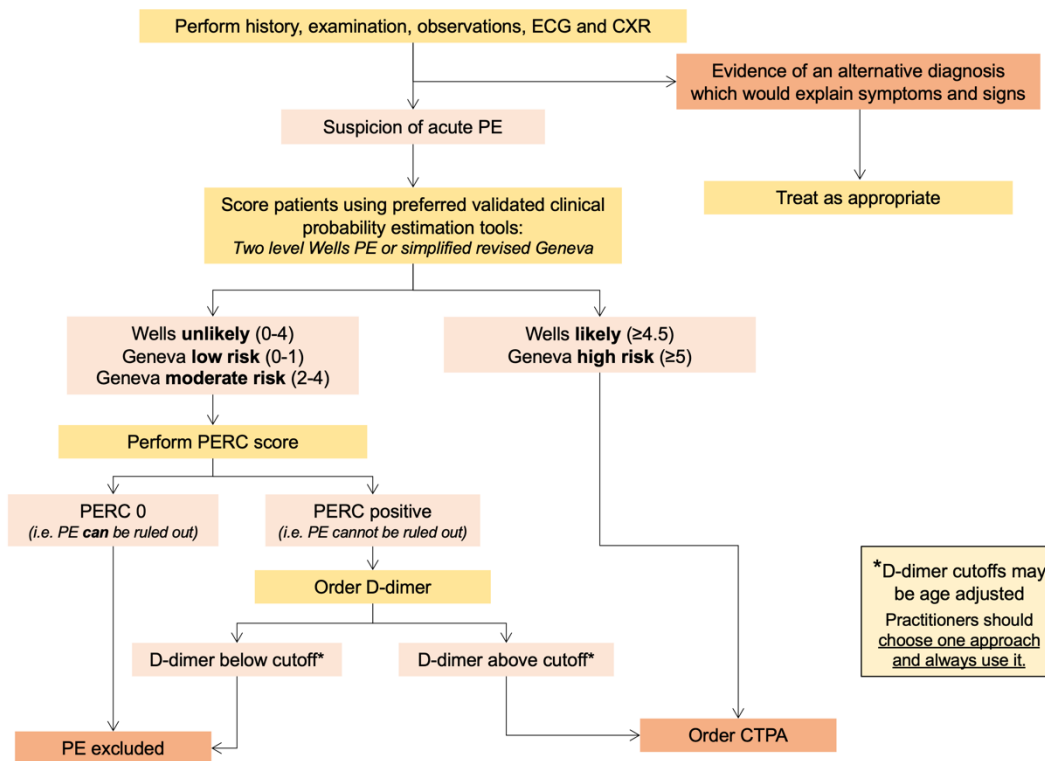 Perform history, examination, observations, ECG and CXR
Evidence of an alternative diagnosis
which would explain symptoms and signs
Suspicion of acute PE
Treat as appropriate
Score patients using preferred validated clinical
probability estimation tools:
Two level Wells PE or simplified revised Geneva
Wells unlikely (0-4)
Geneva low risk (0-1)
Geneva moderate risk (2-4)
Wells likely (≥4.5)
Geneva high risk (≥5)
Perform PERC score
PERC 0
(i.e. PE can be ruled out)
PERC positive
(i.e. PE cannot be ruled out)
Order D-dimer
*D-dimer cutoffs may
be age adjusted
Practitioners should
choose one approach
and always use it.
D-dimer below cutoff*
D-dimer above cutoff*
PE excluded
Order CTPA